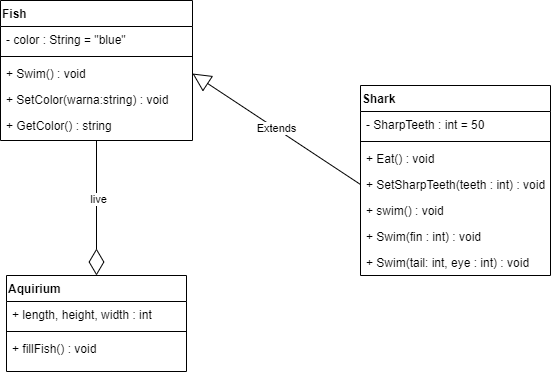 Fish
- color : String = "blue"
+ Swim() : void
+ SetColor(warna:string) : void
+ GetColor() : string
Extends
Shark
- SharpTeeth : int = 50
+ Eat() : void
+ SetSharpTeeth(teeth : int) : void
+ swim() : void
+ Swim(fin : int) : void
+ Swim(tail: int, eye : int) : void
live
Aquirium
+ length, height, width : int
+ fillFish() : void